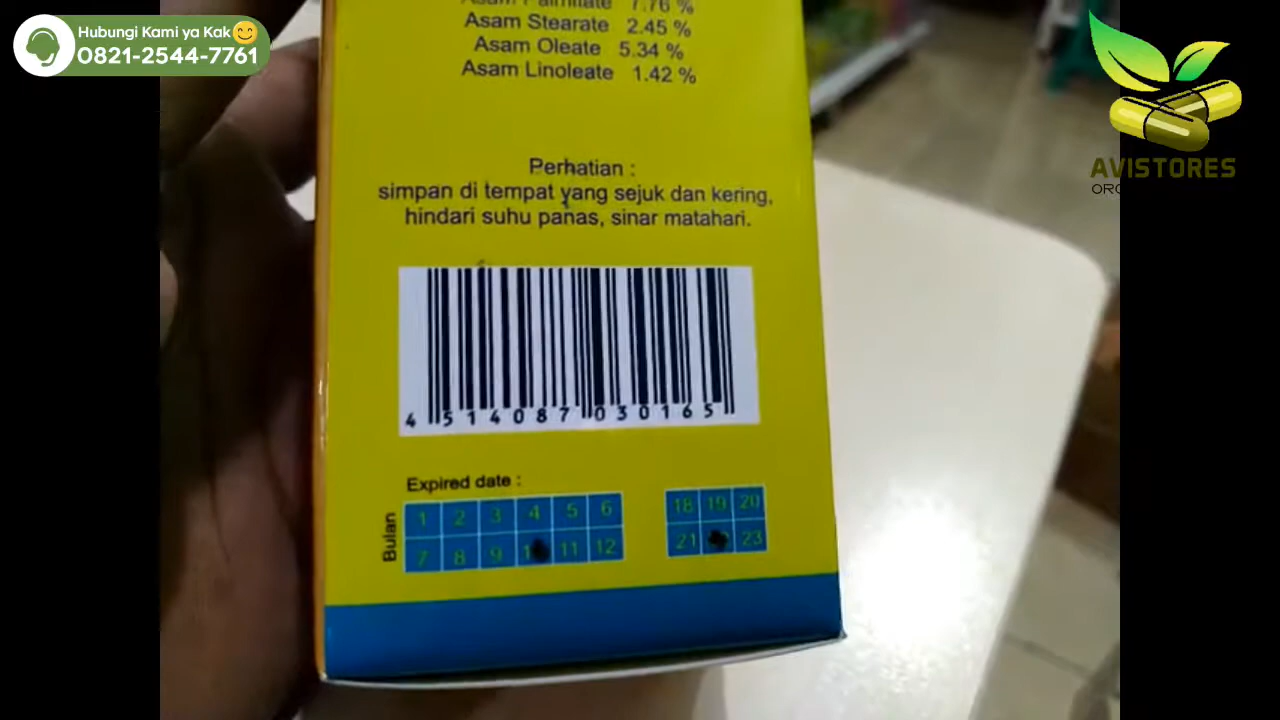 Hubungi Kami ya Kak😊
0821-2544-7761
AVISTORES
Asam Palmitate 7.76 %
Asam Stearate 2.45 %
Asam Oleate 5.34 %
Asam Linoleate 1.42 %
Perhatian :
simpan di tempat yang sejuk dan kering,
hindari suhu panas, sinar matahari.
4 514087 030165
Expired date :
Bulan
1 2 3 4 5 6 18 19 20
7 8 9 11 12 21 23